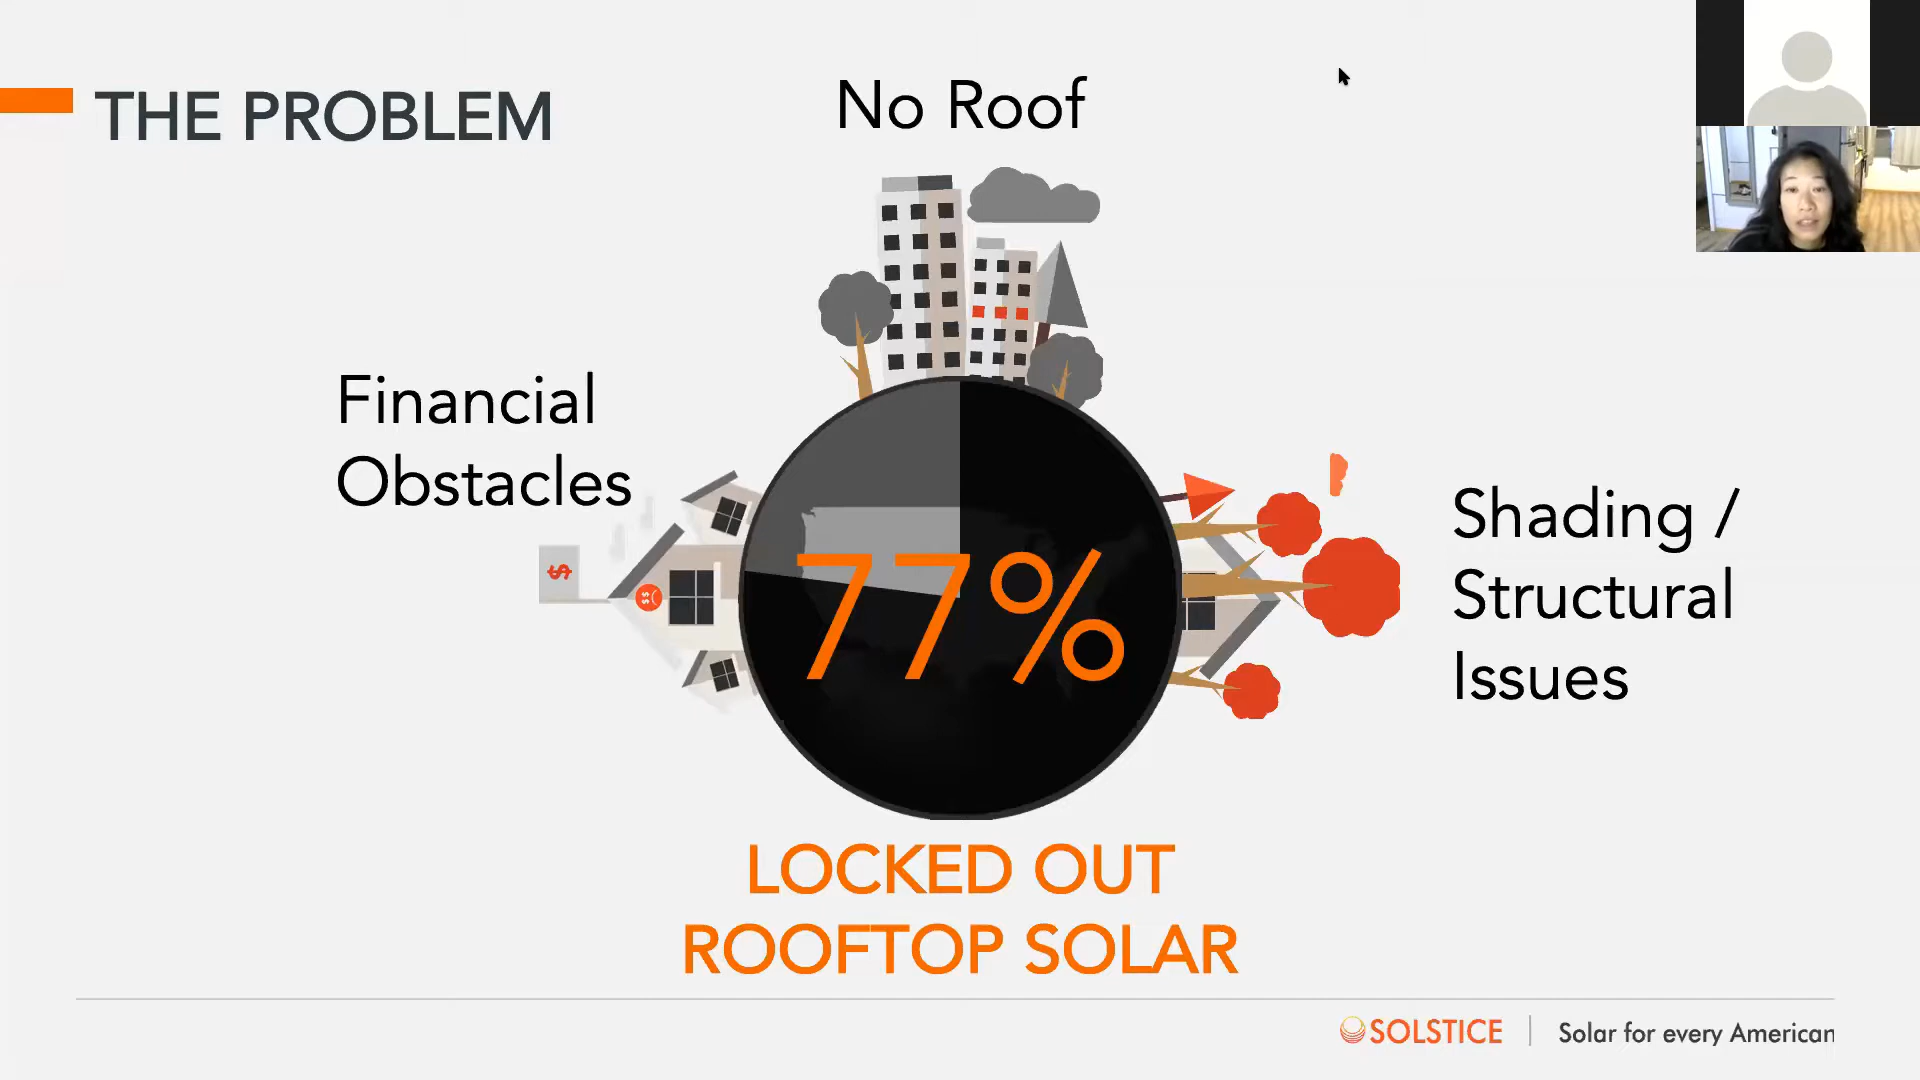 THE PROBLEM
No Roof
Financial
Obstacles
$
77%
Shading /
Structural
Issues
LOCKED OUT
ROOFTOP SOLAR
SOLSTICE
Solar for every American